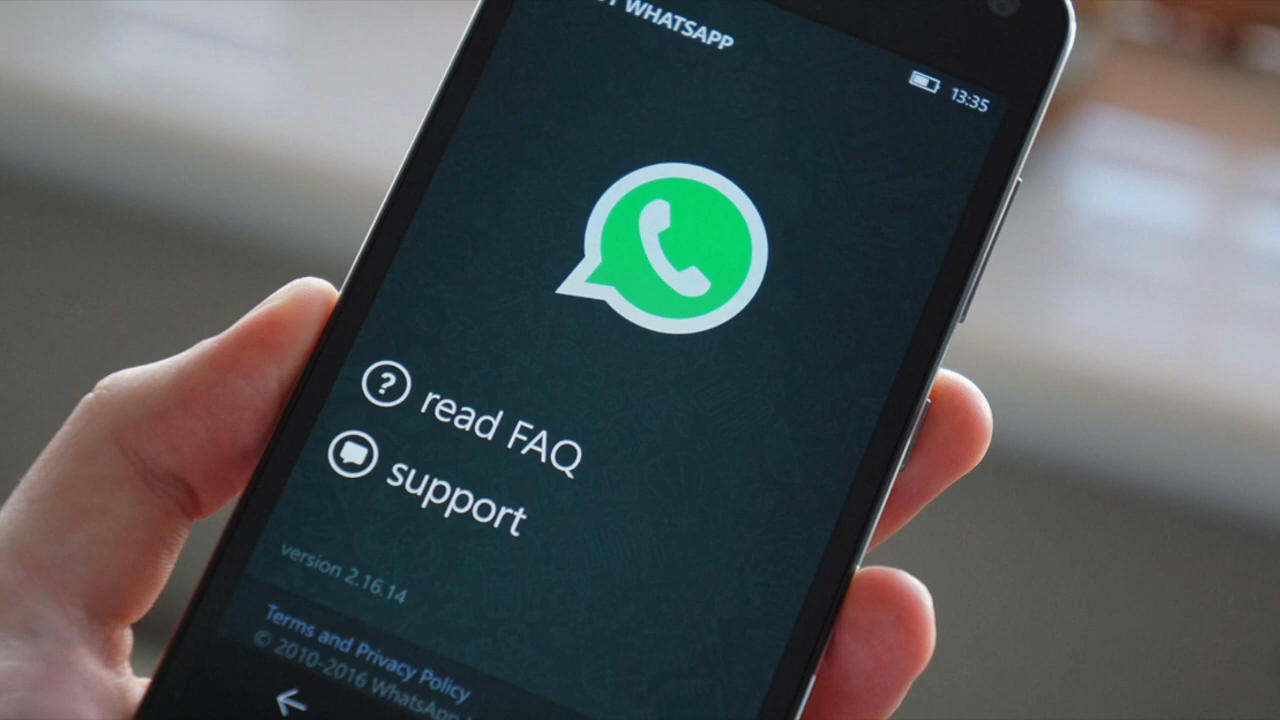 WHATSAPP
13:35
?
read FAQ
support
version 2.16.14
Terms and Privacy Policy
© 2010-2016 WhatsApp